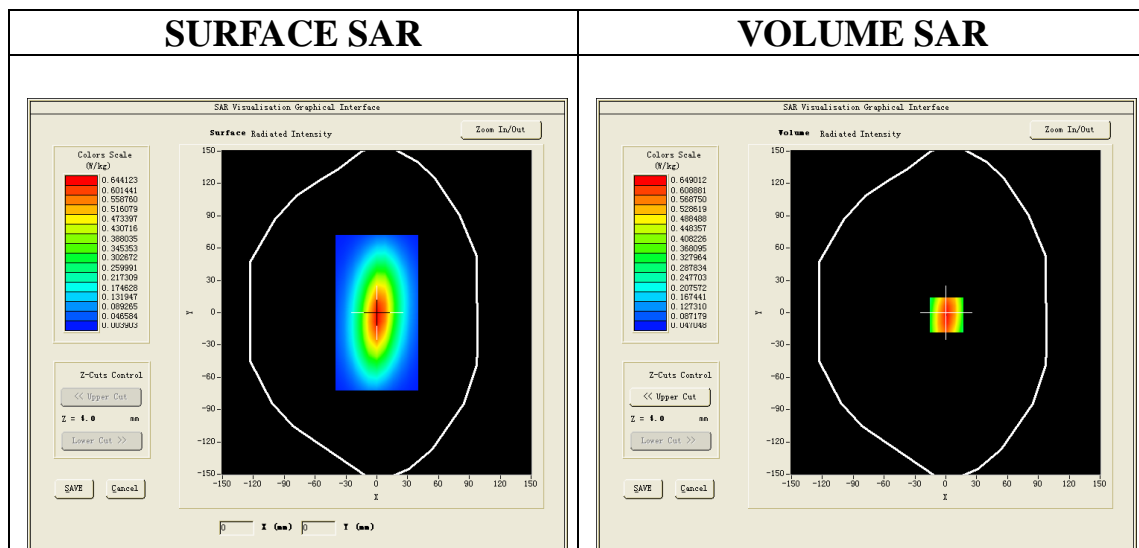 SURFACE SAR
VOLUME SAR
SAR Visualisation Graphical Interface
Surface Radiated Intensity
Zoom In/Out
Colors Scale
(W/kg)
0.644123
0.601441
0.558760
0.516079
0.473397
0.430716
0.388035
0.345353
0.302672
0.259991
0.217309
0.174628
0.131947
0.089265
0.046584
0.003903
Z-Cuts Control
<< Upper Cut
Z = 4.0 mm
Lower Cut >>
SAVE Cancel
150
120
90
60
30
0
-30
-60
-90
-120
-150
Y
-150 -120 -90 -60 -30 0 30 60 90 120 150
X
0 X (mm) 0 Y (mm)
SAR Visualisation Graphical Interface
Volume Radiated Intensity
Zoom In/Out
Colors Scale
(W/kg)
0.649012
0.608881
0.568750
0.528619
0.488488
0.448357
0.408226
0.368095
0.327964
0.287834
0.247703
0.207572
0.167441
0.127310
0.087179
0.047048
Z-Cuts Control
<< Upper Cut
Z = 4.0 mm
Lower Cut >>
SAVE Cancel
150
120
90
60
30
0
-30
-60
-90
-120
-150
Y
-150 -120 -90 -60 -30 0 30 60 90 120 150
X